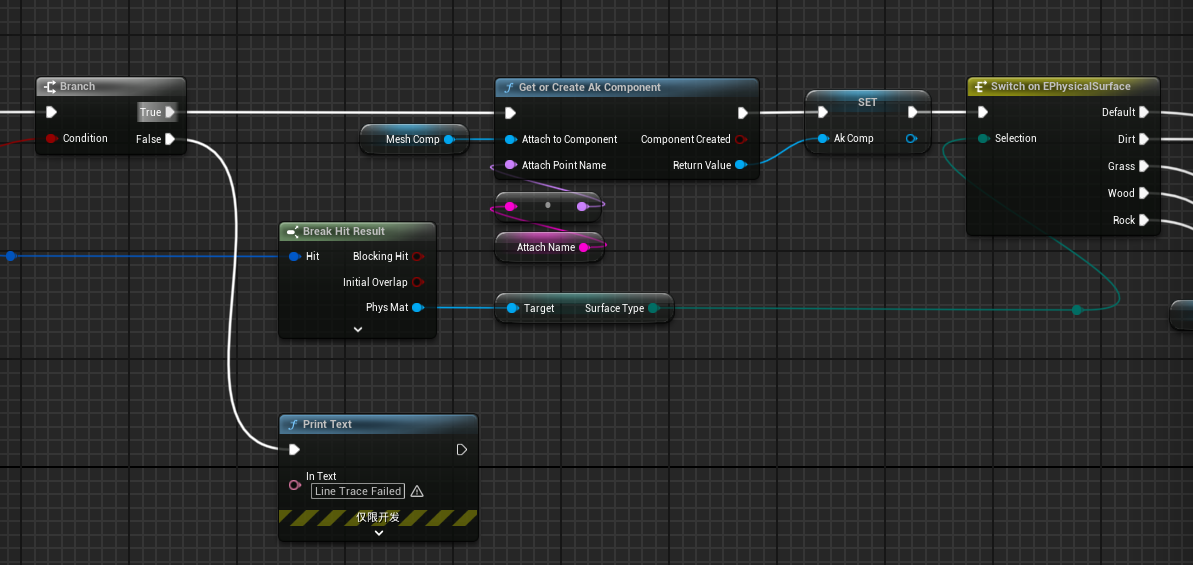 Branch
True
Condition
False
Get or Create Ak Component
Mesh Comp
Attach to Component
Component Created
Attach Point Name
Return Value
Attach Name
SET
Ak Comp
Switch on EPhysicalSurface
Default
Selection
Dirt
Grass
Wood
Rock
Break Hit Result
Hit
Blocking Hit
Initial Overlap
Phys Mat
Target
Surface Type
Print Text
In Text
Line Trace Failed
仅限开发